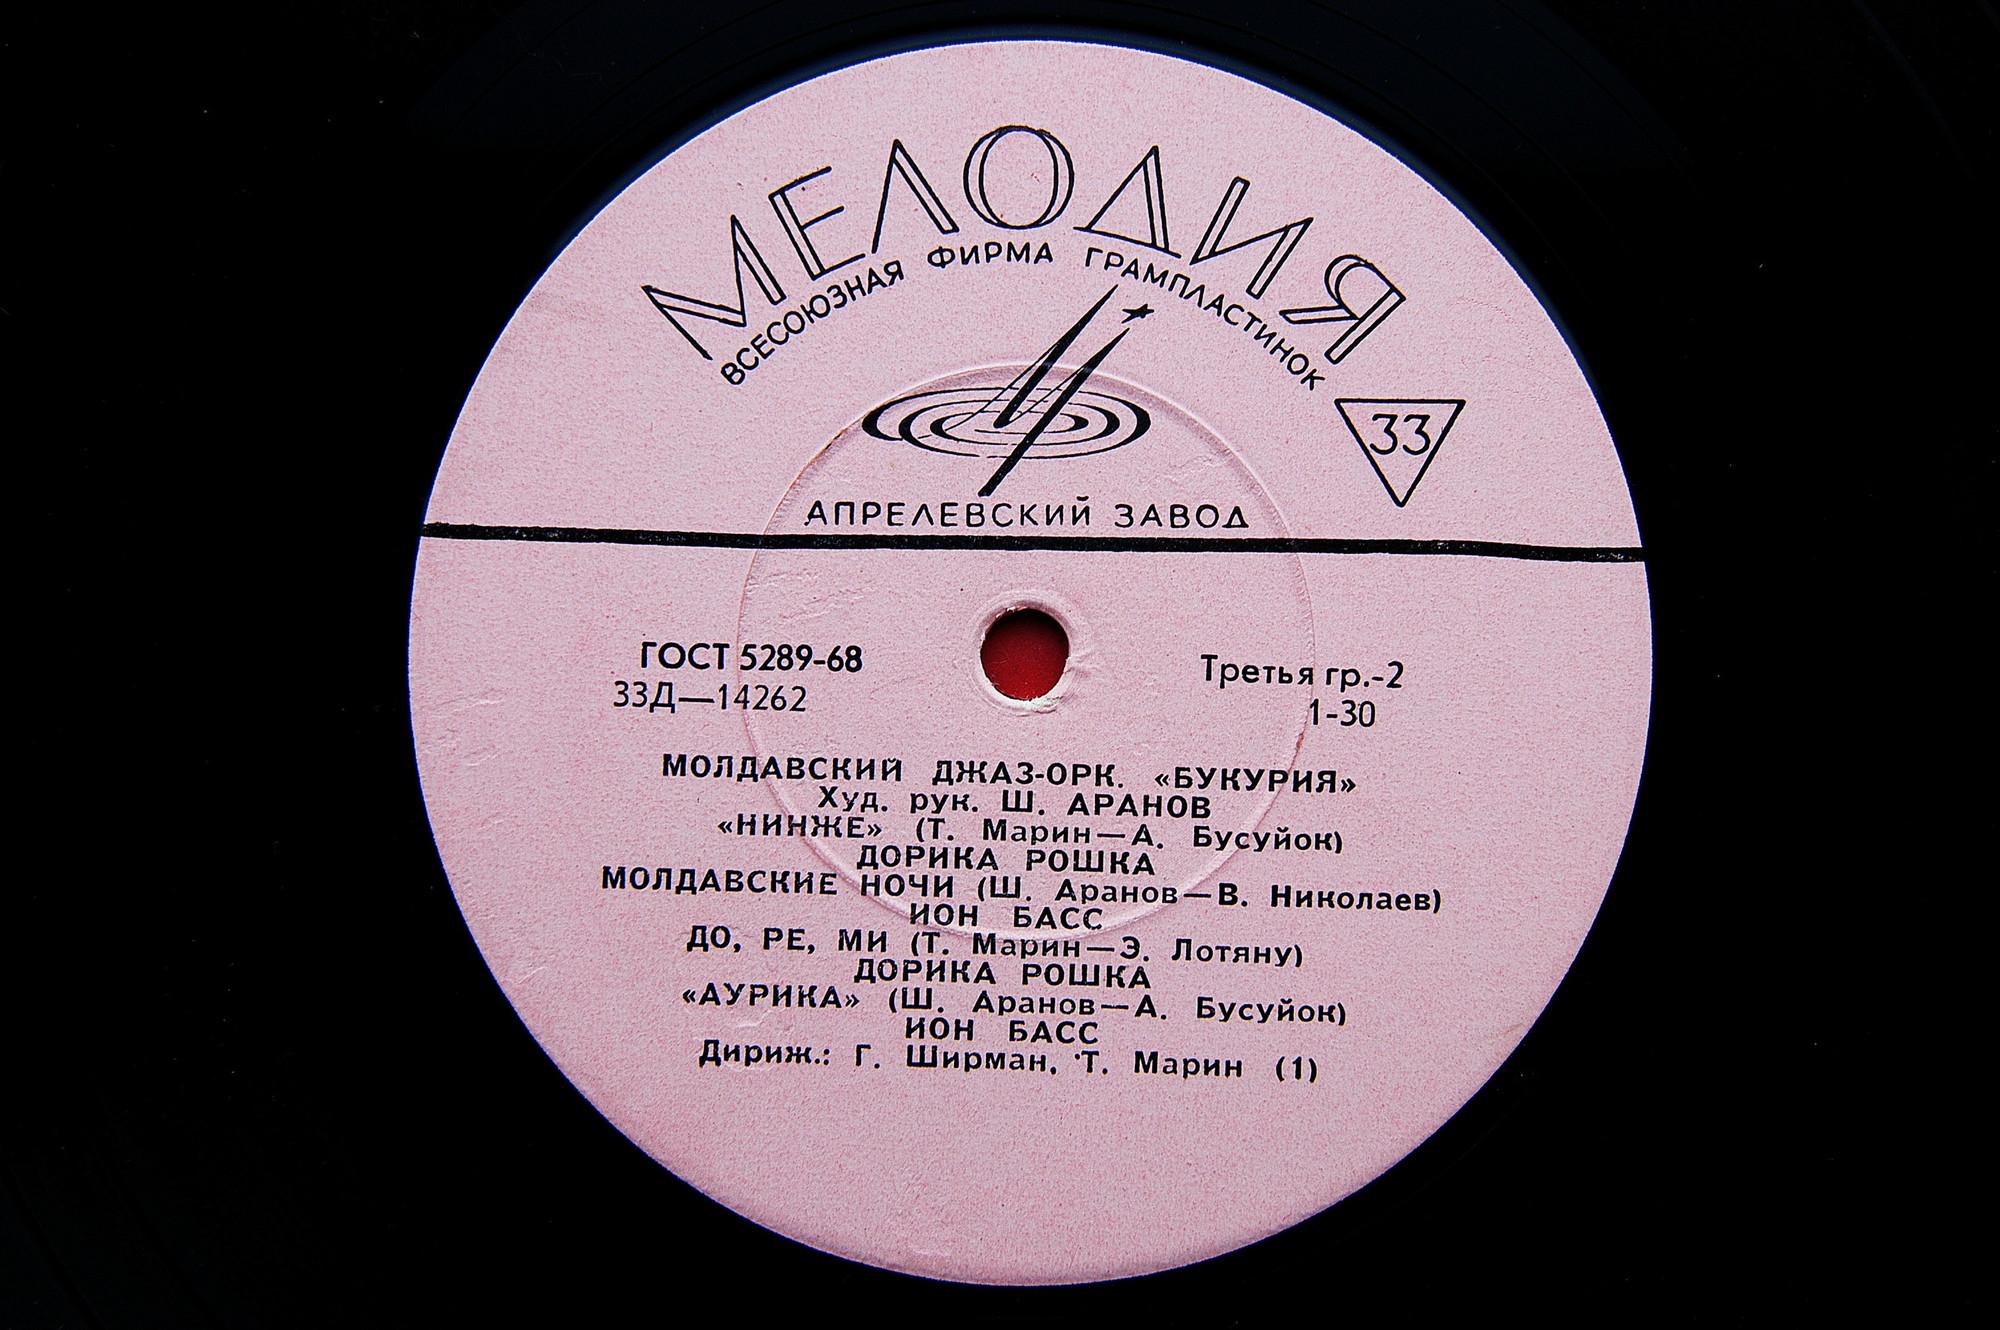 МЕЛОДИЯ
ВСЕСОЮЗНАЯ ФИРМА ГРАМПЛАСТИНОК
33
АПРЕЛЕВСКИЙ ЗАВОД
ГОСТ 5289-68
Третья гр.-2
33Д—14262
1-30
МОЛДАВСКИЙ ДЖАЗ-ОРК. «БУКУРИЯ»
Худ. рук. Ш. АРАНОВ
«НИНЖЕ» (Т. Марин—А. Бусуйок)
ДОРИКА РОШКА
МОЛДАВСКИЕ НОЧИ (Ш. Аранов—В. Николаев)
ИОН БАСС
ДО, РЕ, МИ (Т. Марин—Э. Лотяну)
ДОРИКА РОШКА
«АУРИКА» (Ш. Аранов—А. Бусуйок)
ИОН БАСС
Дириж.: Г. Ширман, Т. Марин (1)